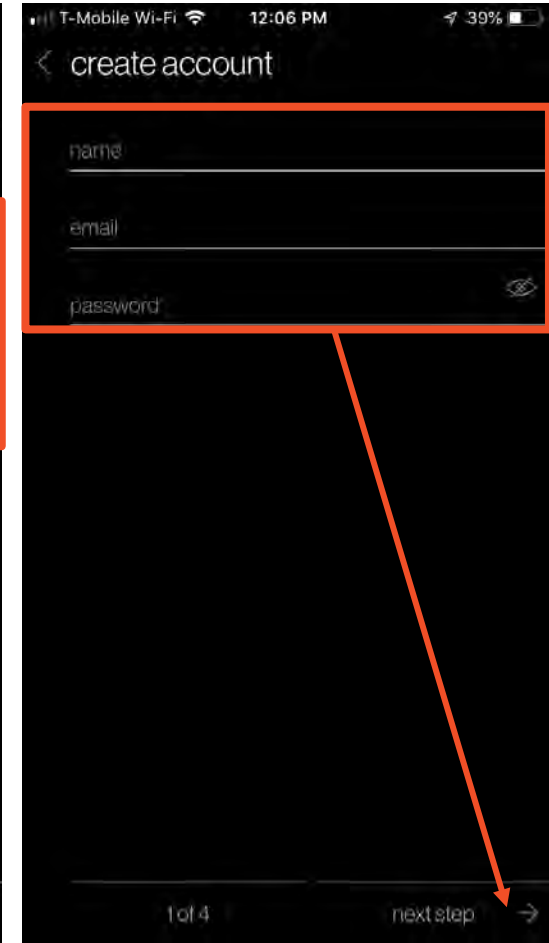 T-Mobile Wi-Fi 12:06 PM 39%
create account
name
email
password
1 of 4 next step